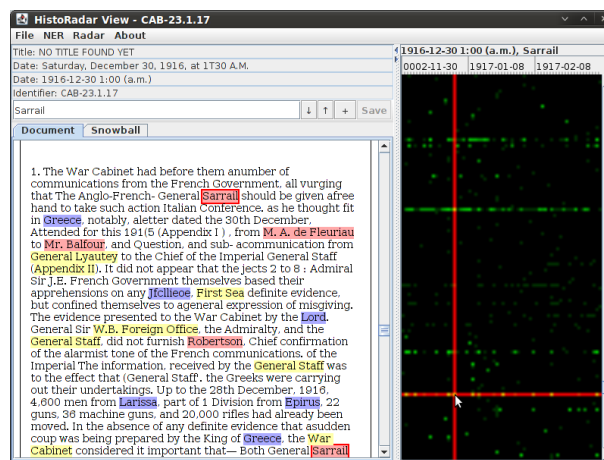 HistoRadar View - CAB-23.1.17
File NER Radar About
Title: NO TITLE FOUND YET
Date: Saturday, December 30, 1916, at 1T30 A.M.
Date: 1916-12-30 1:00 (a.m.)
Identifier: CAB-23.1.17
Sarrail ↓ ↑ + Save
Document Snowball
1. The War Cabinet had before them anumber of
communications from the French Government. all vurging
that The Anglo-French- General Sarrail should be given afree
hand to take such action Italian Conference. as he thought fit
in Greece, notably, aletter dated the 30th December,
Attended for this 191(5 (Appendix I ) , from M. A. de Fleuriau
to Mr. Balfour, and Question, and sub- acommunication from
General Lyautey to the Chief of the Imperial General Staff
(Appendix II). It did not appear that the jects 2 to 8 : Admiral
Sir J.E. French Government themselves based their
apprehensions on any Jfcllieoe, First Sea definite evidence,
but confined themselves to ageneral expression of misgiving.
The evidence presented to the War Cabinet by the Lord.
General Sir W.B. Foreign Office, the Admiralty, and the
General Staff, did not furnish Robertson, Chief confirmation
of the alarmist tone of the French communications, of the
Imperial The information, received by the General Staff was
to the effect that (General Staff'. the Greeks were carrying
out their undertakings. Up to the 28th December, 1916,
4,600 men from Larissa, part of 1 Division from Epirus, 22
guns, 36 machine guns, and 20,000 rifles had already been
moved. In the absence of any definite evidence that asudden
coup was being prepared by the King of Greece, the War
Cabinet considered it important that— Both General Sarrail
1916-12-30 1:00 (a.m.), Sarrail
0002-11-30 1917-01-08 1917-02-08